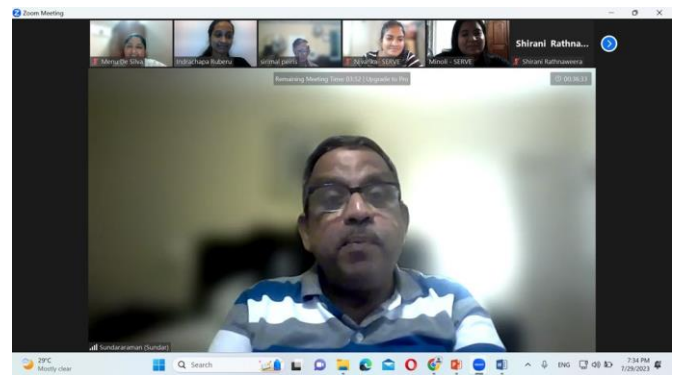 Zoom Meeting
Shirani Rathna...
Menu De Silva
Indrachapa Ruberu
sirimal peiris
Nivarna - SERVE
Minoli - SERVE
Shirani Rathnaweera
Remaining Meeting Time: 03:12 | Upgrade to Pro
00:36:33
Sundararaman (Sundar)
29°C
Mostly clear
Search
ENG
7:34 PM
7/29/2023